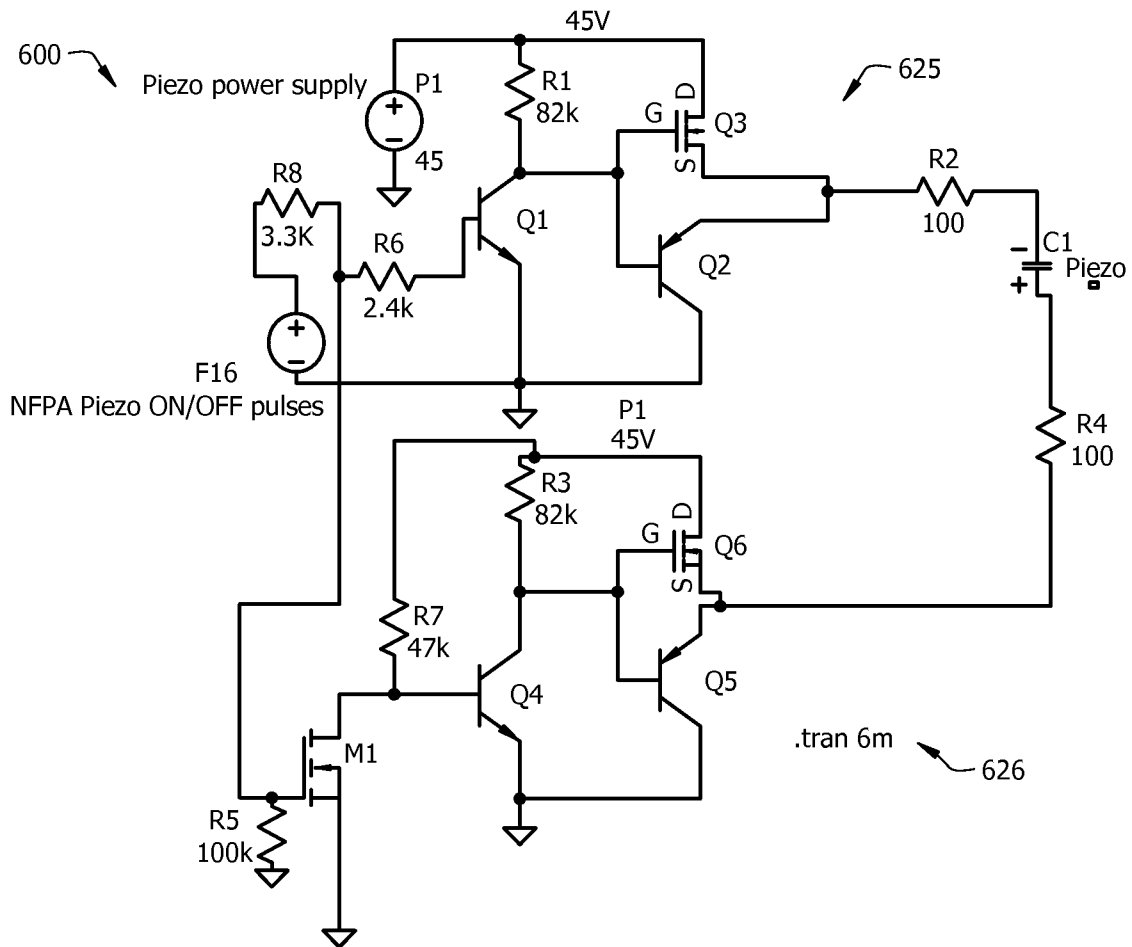 600
Piezo power supply
P1
45
45V
R1
82k
G
D
S
Q3
625
R8
3.3K
R6
2.4k
Q1
Q2
R2
100
C1
Piezo
-
+
F16
NFPA Piezo ON/OFF pulses
+
-
+
-
P1
45V
R3
82k
G
D
S
Q6
R4
100
R7
47k
Q4
Q5
M1
R5
100k
.tran 6m
626